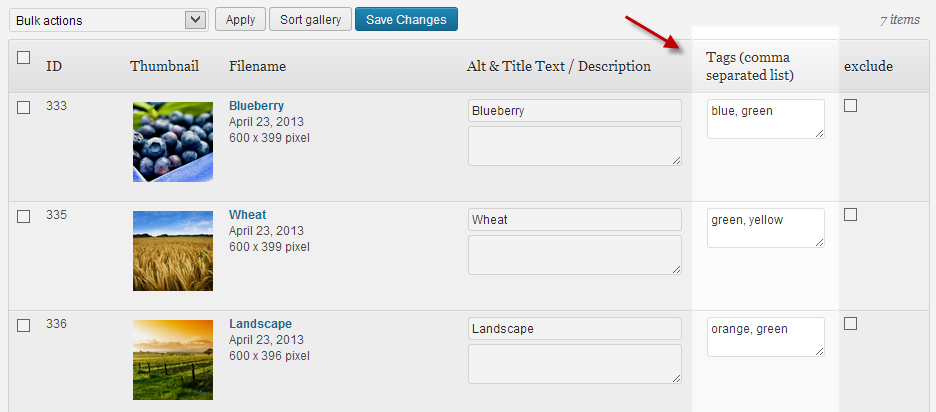 Bulk actions Apply Sort gallery Save Changes 7 items
ID Thumbnail Filename Alt & Title Text / Description Tags (comma separated list) exclude
333 Blueberry Blueberry blue, green
April 23, 2013
600 x 399 pixel
335 Wheat Wheat green, yellow
April 23, 2013
600 x 399 pixel
336 Landscape Landscape orange, green
April 23, 2013
600 x 396 pixel